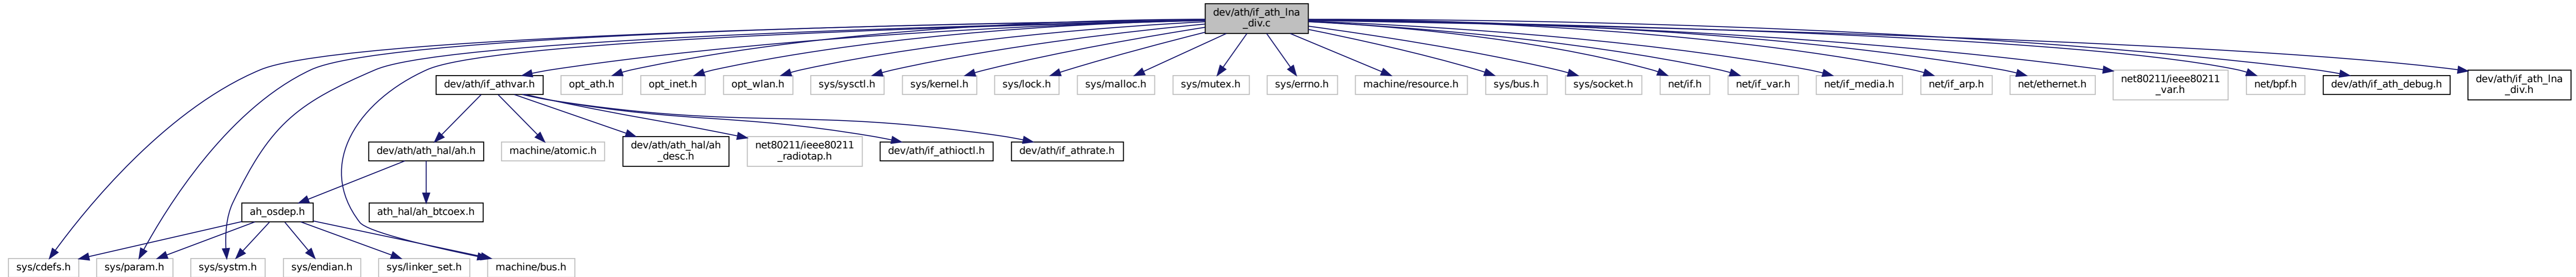 dev/ath/if_ath_lna
_div.c
dev/ath/if_athvar.h
opt_ath.h
opt_inet.h
opt_wlan.h
sys/sysctl.h
sys/kernel.h
sys/lock.h
sys/malloc.h
sys/mutex.h
sys/errno.h
machine/resource.h
sys/bus.h
sys/socket.h
net/if.h
net/if_var.h
net/if_media.h
net/if_arp.h
net/ethernet.h
net80211/ieee80211
_var.h
net/bpf.h
dev/ath/if_ath_debug.h
dev/ath/if_ath_lna
_div.h
dev/ath/ath_hal/ah.h
machine/atomic.h
dev/ath/ath_hal/ah
_desc.h
net80211/ieee80211
_radiotap.h
dev/ath/if_athioctl.h
dev/ath/if_athrate.h
ah_osdep.h
ath_hal/ah_btcoex.h
sys/cdefs.h
sys/param.h
sys/systm.h
sys/endian.h
sys/linker_set.h
machine/bus.h